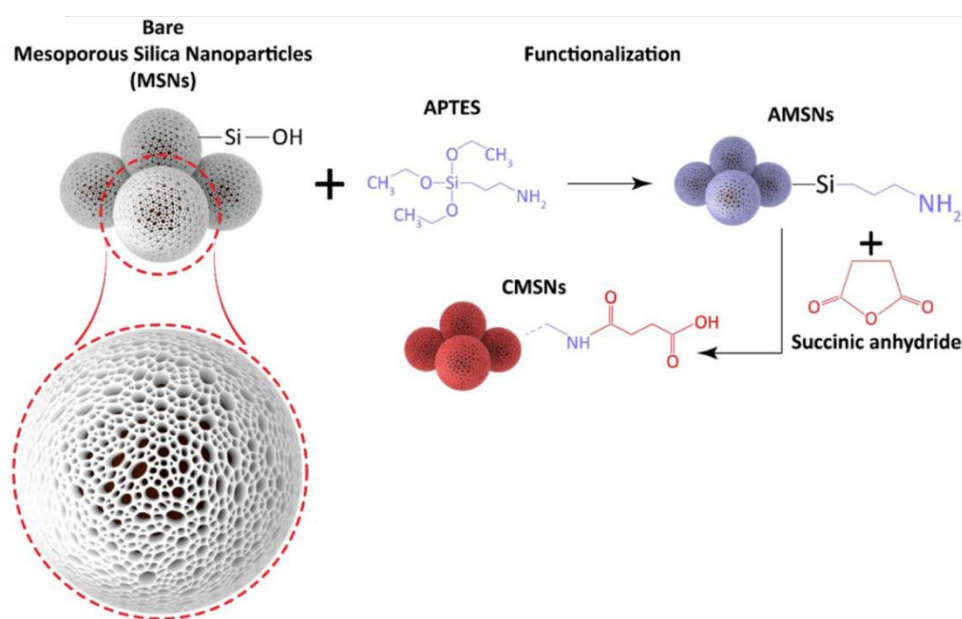 Bare
Mesoporous Silica Nanoparticles
(MSNs)
Functionalization
Si—OH
+
APTES
O
CH₃
CH₃
O
Si
O
CH₃
NH₂
AMSNs
Si
NH₂
+
O
O
O
Succinic anhydride
CMSNs
O
NH
OH
O